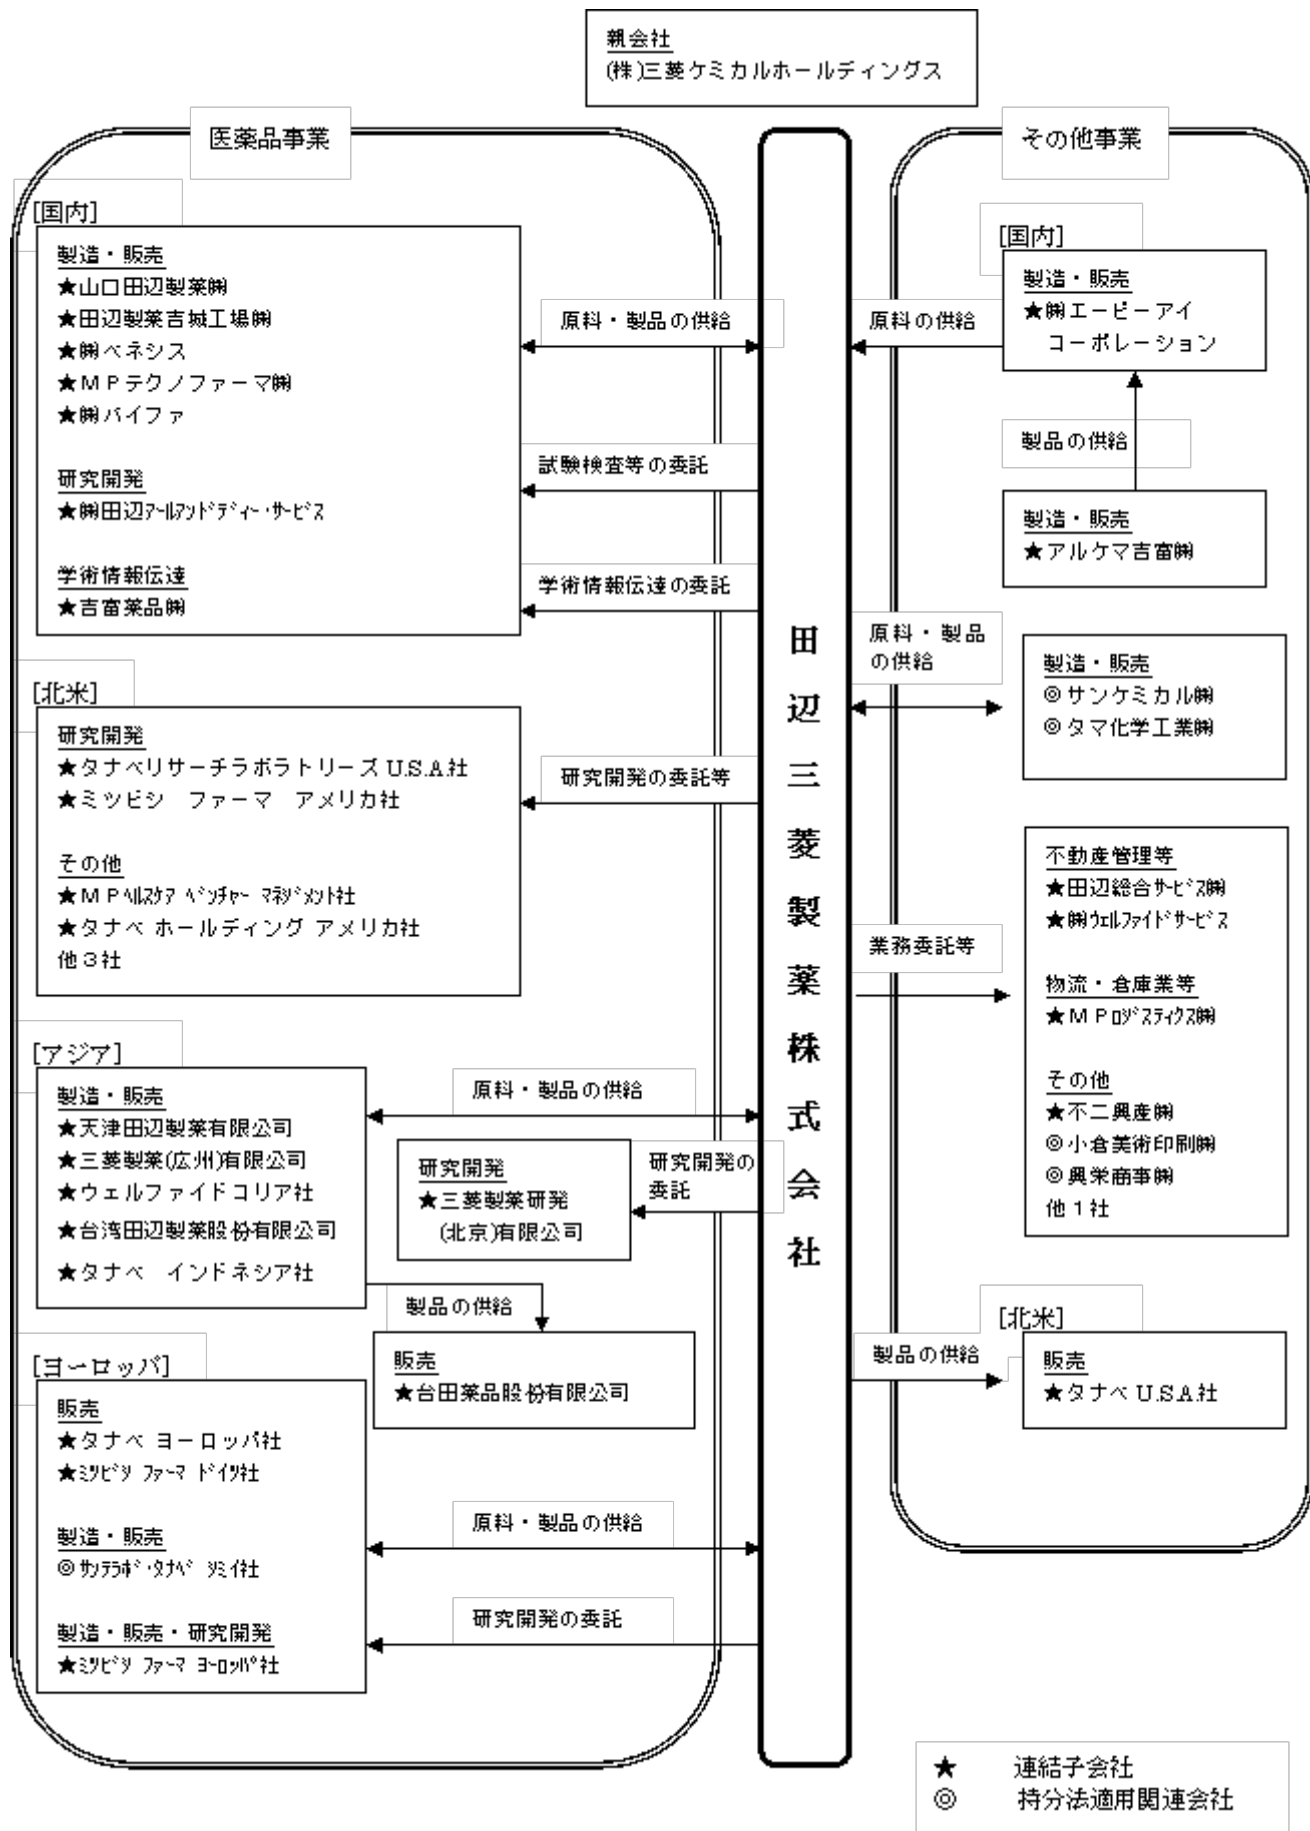 親会社
(株)三菱ケミカルホールディングス
医薬品事業
[国内]
製造・販売
★山口田辺製薬㈱
★田辺製薬吉城工場㈱
★㈱ベネシス
★ＭＰテクノファーマ㈱
★㈱バイファ
研究開発
★㈱田辺ｱｰﾙｱﾝﾄﾞﾃﾞｨｰ･ｻｰﾋﾞｽ
学術情報伝達
★吉富薬品㈱
原料・製品の供給
試験検査等の委託
学術情報伝達の委託
[北米]
研究開発
★タナベリサーチラボラトリーズ U.S.A.社
★ミツビシ　ファーマ　アメリカ社
その他
★ＭＰﾍﾙｽｹｱ ﾍﾞﾝﾁｬｰ ﾏﾈｼﾞﾒﾝﾄ社
★タナベ ホールディング アメリカ社
他３社
研究開発の委託等
[アジア]
製造・販売
★天津田辺製薬有限公司
★三菱製薬(広州)有限公司
★ウェルファイドコリア社
★台湾田辺製薬股份有限公司
★タナベ　インドネシア社
原料・製品の供給
研究開発
★三菱製薬研発
(北京)有限公司
研究開発の
委託
製品の供給
販売
★台田薬品股份有限公司
[ヨーロッパ]
販売
★タナベ ヨーロッパ社
★ﾐﾂﾋﾞｼ ﾌｧｰﾏ ﾄﾞｲﾂ社
製造・販売
◎ｻﾝﾃﾗﾎﾞ･ﾀﾅﾍﾞ ｼﾐｲ社
製造・販売・研究開発
★ﾐﾂﾋﾞｼ ﾌｧｰﾏ ﾖｰﾛｯﾊﾟ社
原料・製品の供給
研究開発の委託
田辺三菱製薬株式会社
その他事業
[国内]
製造・販売
★㈱エーピーアイ
コーポレーション
原料の供給
製品の供給
製造・販売
★アルケマ吉富㈱
原料・製品
の供給
製造・販売
◎サンケミカル㈱
◎タマ化学工業㈱
業務委託等
不動産管理等
★田辺総合ｻｰﾋﾞｽ㈱
★㈱ｳｪﾙﾌｧｲﾄﾞｻｰﾋﾞｽ
物流・倉庫業等
★ＭＰﾛｼﾞｽﾃｨｸｽ㈱
その他
★不二興産㈱
◎小倉美術印刷㈱
◎興栄商事㈱
他１社
[北米]
製品の供給
販売
★タナベ U.S.A.社
★　連結子会社
◎　持分法適用関連会社